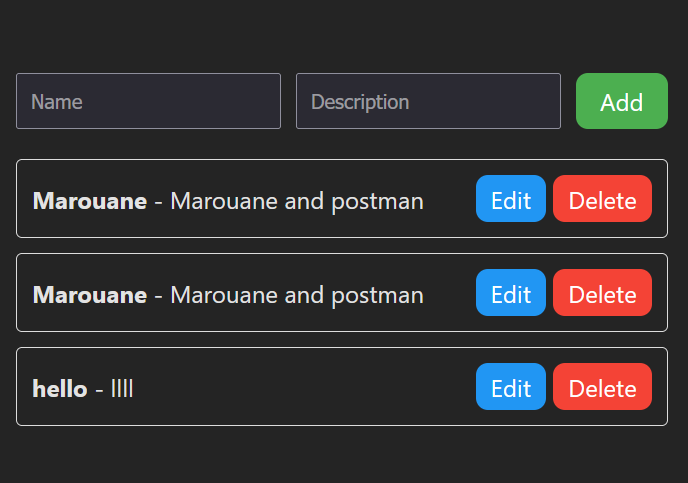 Name Description Add
Marouane - Marouane and postman Edit Delete
Marouane - Marouane and postman Edit Delete
hello - llll Edit Delete